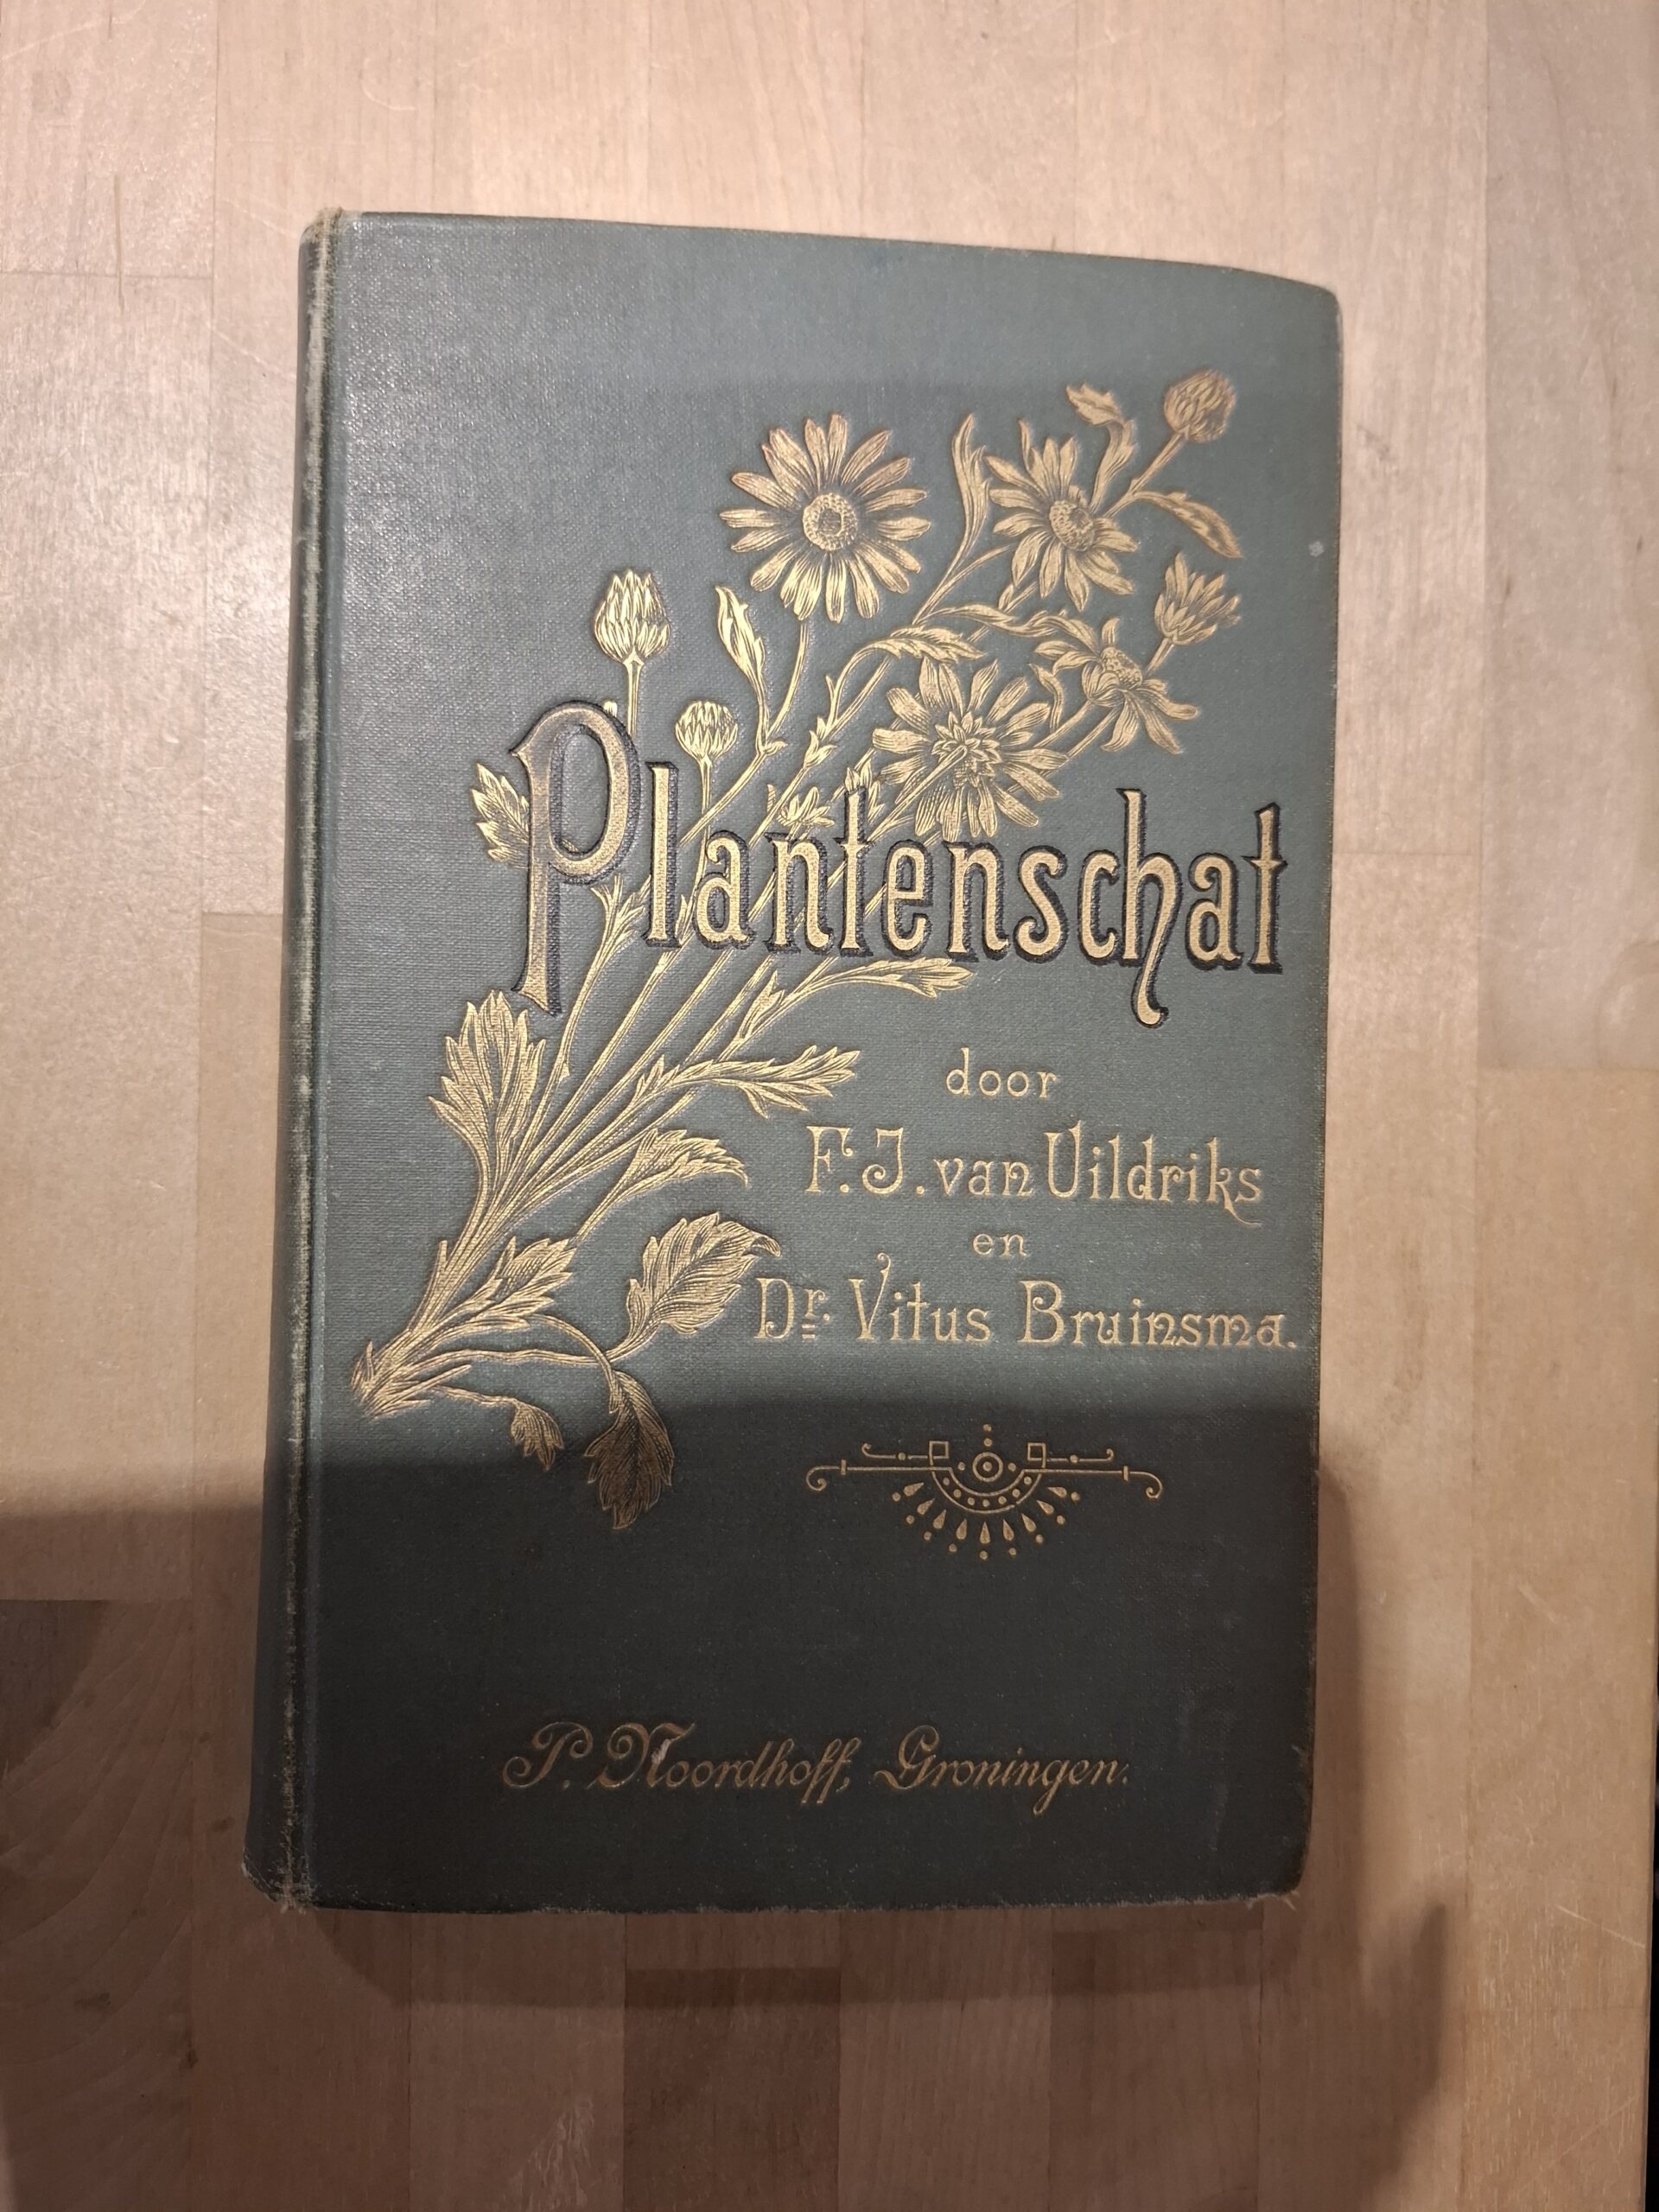 Plantenschat
door
F. J. van Uildriks
en
Dr. Vitus Bruinsma.
P. Noordhoff, Groningen.